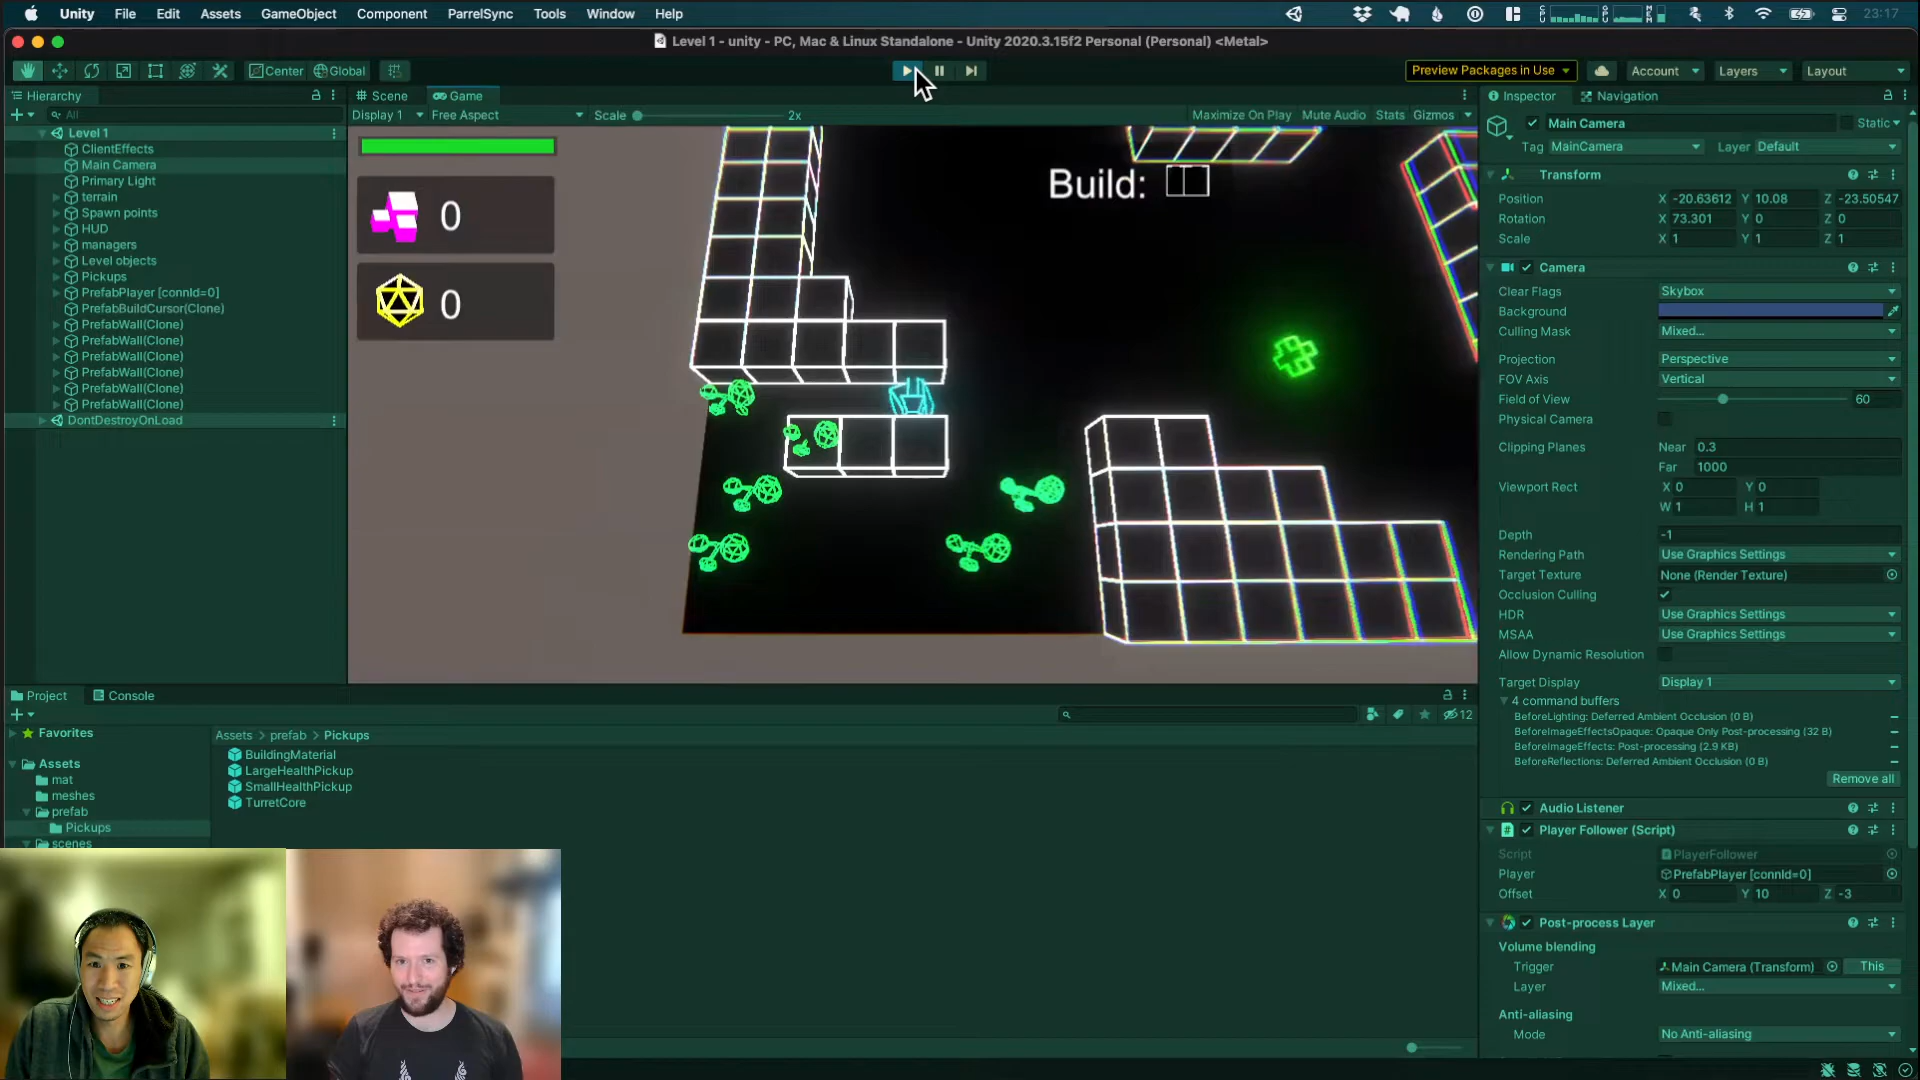 Unity File Edit Assets GameObject Component ParrelSync Tools Window Help 23:17
Level 1 - unity - PC, Mac & Linux Standalone - Unity 2020.3.15f2 Personal (Personal) <Metal>
Center Global Preview Packages in Use Account Layers Layout
Hierarchy
All
Level 1
ClientEffects
Main Camera
Primary Light
terrain
Spawn points
HUD
managers
Level objects
Pickups
PrefabPlayer [connId=0]
PrefabBuildCursor(Clone)
PrefabWall(Clone)
PrefabWall(Clone)
PrefabWall(Clone)
PrefabWall(Clone)
PrefabWall(Clone)
PrefabWall(Clone)
DontDestroyOnLoad
Scene Game
Display 1 Free Aspect Scale 2x Maximize On Play Mute Audio Stats Gizmos
0
0
Build:
Project Console
12
Favorites
Assets
mat
meshes
prefab
Pickups
scenes
Assets prefab Pickups
BuildingMaterial
LargeHealthPickup
SmallHealthPickup
TurretCore
Inspector Navigation
Main Camera Static
Tag MainCamera Layer Default
Transform
Position X -20.63612 Y 10.08 Z -23.50547
Rotation X 73.301 Y 0 Z 0
Scale X 1 Y 1 Z 1
Camera
Clear Flags Skybox
Background
Culling Mask Mixed...
Projection Perspective
FOV Axis Vertical
Field of View 60
Physical Camera
Clipping Planes Near 0.3
Far 1000
Viewport Rect X 0 Y 0
W 1 H 1
Depth -1
Rendering Path Use Graphics Settings
Target Texture None (Render Texture)
Occlusion Culling
HDR Use Graphics Settings
MSAA Use Graphics Settings
Allow Dynamic Resolution
Target Display Display 1
4 command buffers
BeforeLighting: Deferred Ambient Occlusion (0 B)
BeforeImageEffectsOpaque: Opaque Only Post-processing (32 B)
BeforeImageEffects: Post-processing (2.9 KB)
BeforeReflections: Deferred Ambient Occlusion (0 B)
Remove all
Audio Listener
Player Follower (Script)
Script PlayerFollower
Player PrefabPlayer [connId=0]
Offset X 0 Y 10 Z -3
Post-process Layer
Volume blending
Trigger Main Camera (Transform) This
Layer Mixed...
Anti-aliasing
Mode No Anti-aliasing